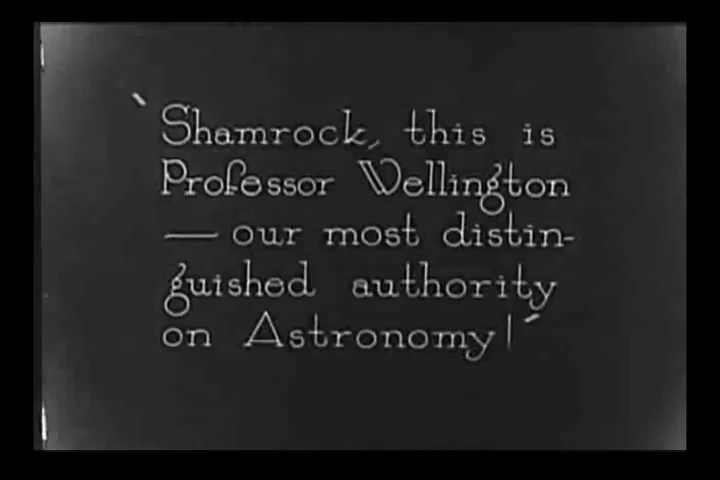 `Shamrock, this is
Professor Wellington
— our most distin-
guished authority
on Astronomy!´